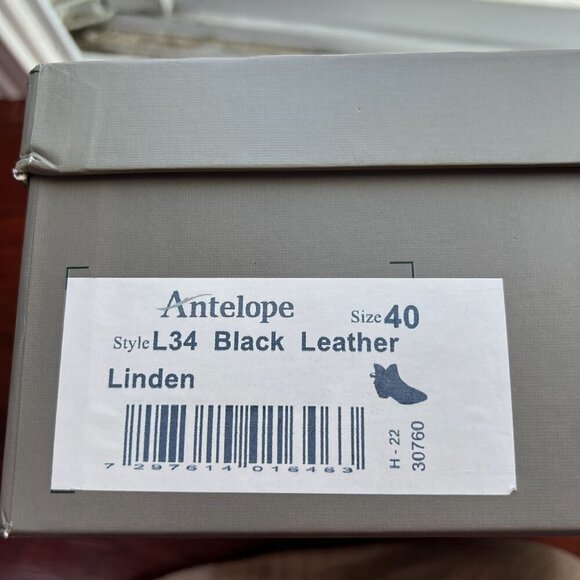 Antelope Size 40
Style L34 Black Leather
Linden
7 297614 016463
H - 22
30760